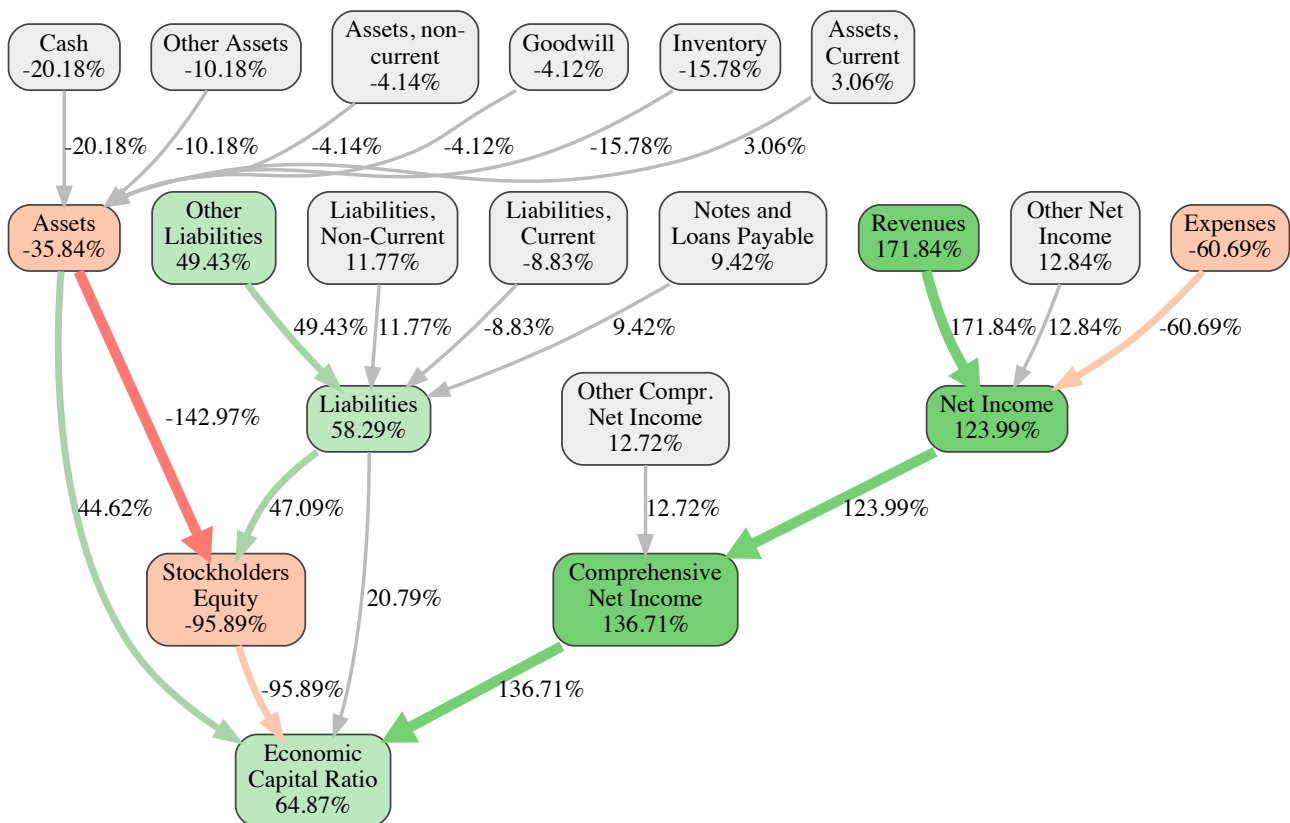 Cash
-20.18%
Other Assets
-10.18%
Assets, non-
current
-4.14%
Goodwill
-4.12%
Inventory
-15.78%
Assets,
Current
3.06%
-20.18%
-10.18%
-4.14%
-4.12%
-15.78%
3.06%
Assets
-35.84%
Other
Liabilities
49.43%
Liabilities,
Non-Current
11.77%
Liabilities,
Current
-8.83%
Notes and
Loans Payable
9.42%
Revenues
171.84%
Other Net
Income
12.84%
Expenses
-60.69%
49.43%
11.77%
-8.83%
9.42%
171.84%
12.84%
-60.69%
Liabilities
58.29%
Other Compr.
Net Income
12.72%
Net Income
123.99%
-142.97%
44.62%
47.09%
12.72%
123.99%
Stockholders
Equity
-95.89%
20.79%
Comprehensive
Net Income
136.71%
-95.89%
136.71%
Economic
Capital Ratio
64.87%